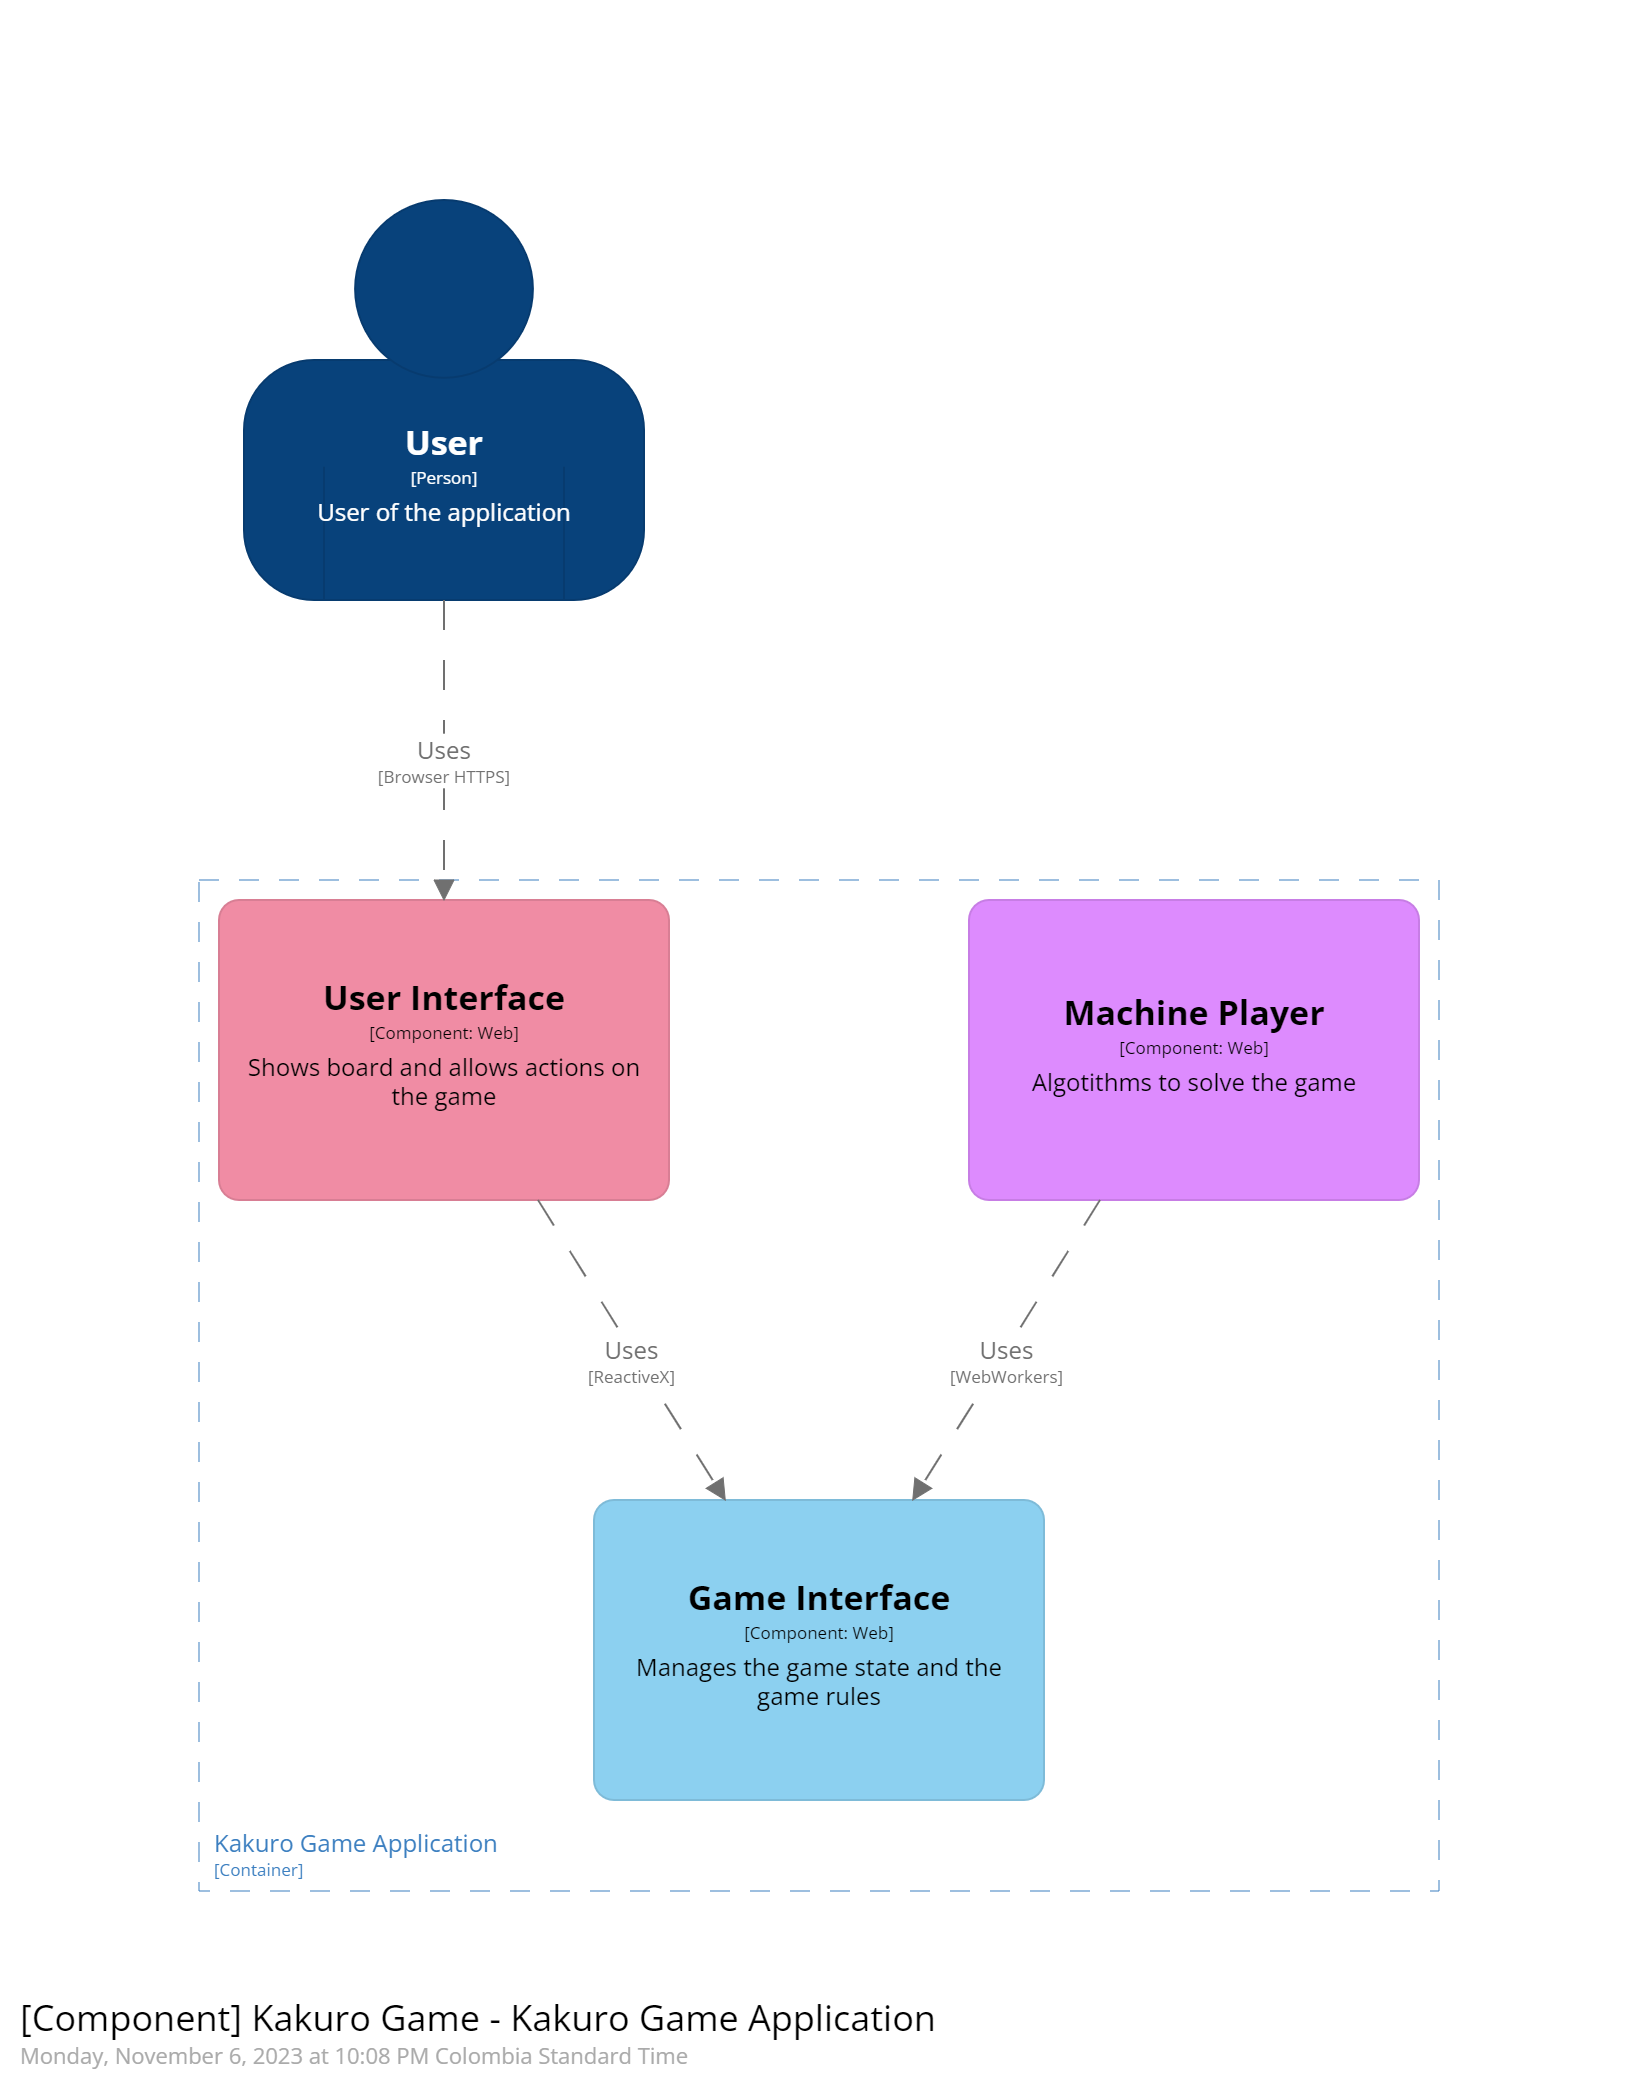 User
[Person]
User of the application
Uses
[Browser HTTPS]
User Interface
[Component: Web]
Shows board and allows actions on
the game
Machine Player
[Component: Web]
Algotithms to solve the game
Uses
[ReactiveX]
Uses
[WebWorkers]
Game Interface
[Component: Web]
Manages the game state and the
game rules
Kakuro Game Application
[Container]
[Component] Kakuro Game - Kakuro Game Application
Monday, November 6, 2023 at 10:08 PM Colombia Standard Time